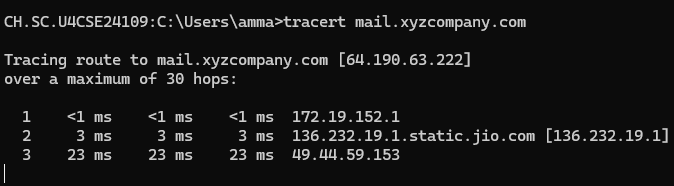 CH.SC.U4CSE24109:C:\Users\amma>tracert mail.xyzcompany.com
Tracing route to mail.xyzcompany.com [64.190.63.222]
over a maximum of 30 hops:
1 <1 ms <1 ms <1 ms 172.19.152.1
2 3 ms 3 ms 3 ms 136.232.19.1.static.jio.com [136.232.19.1]
3 23 ms 23 ms 23 ms 49.44.59.153